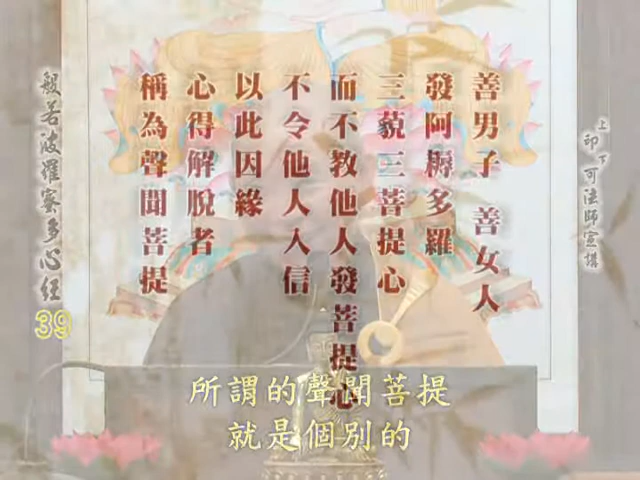 上印下可法師宣講
善男子 善女人
發阿耨多羅
三藐三菩提心
而不教他人發菩提心
不令他人入信
以此因緣
心得解脫者
稱為聲聞菩提
般若波羅蜜多心經
39
所謂的聲聞菩提
就是個別的